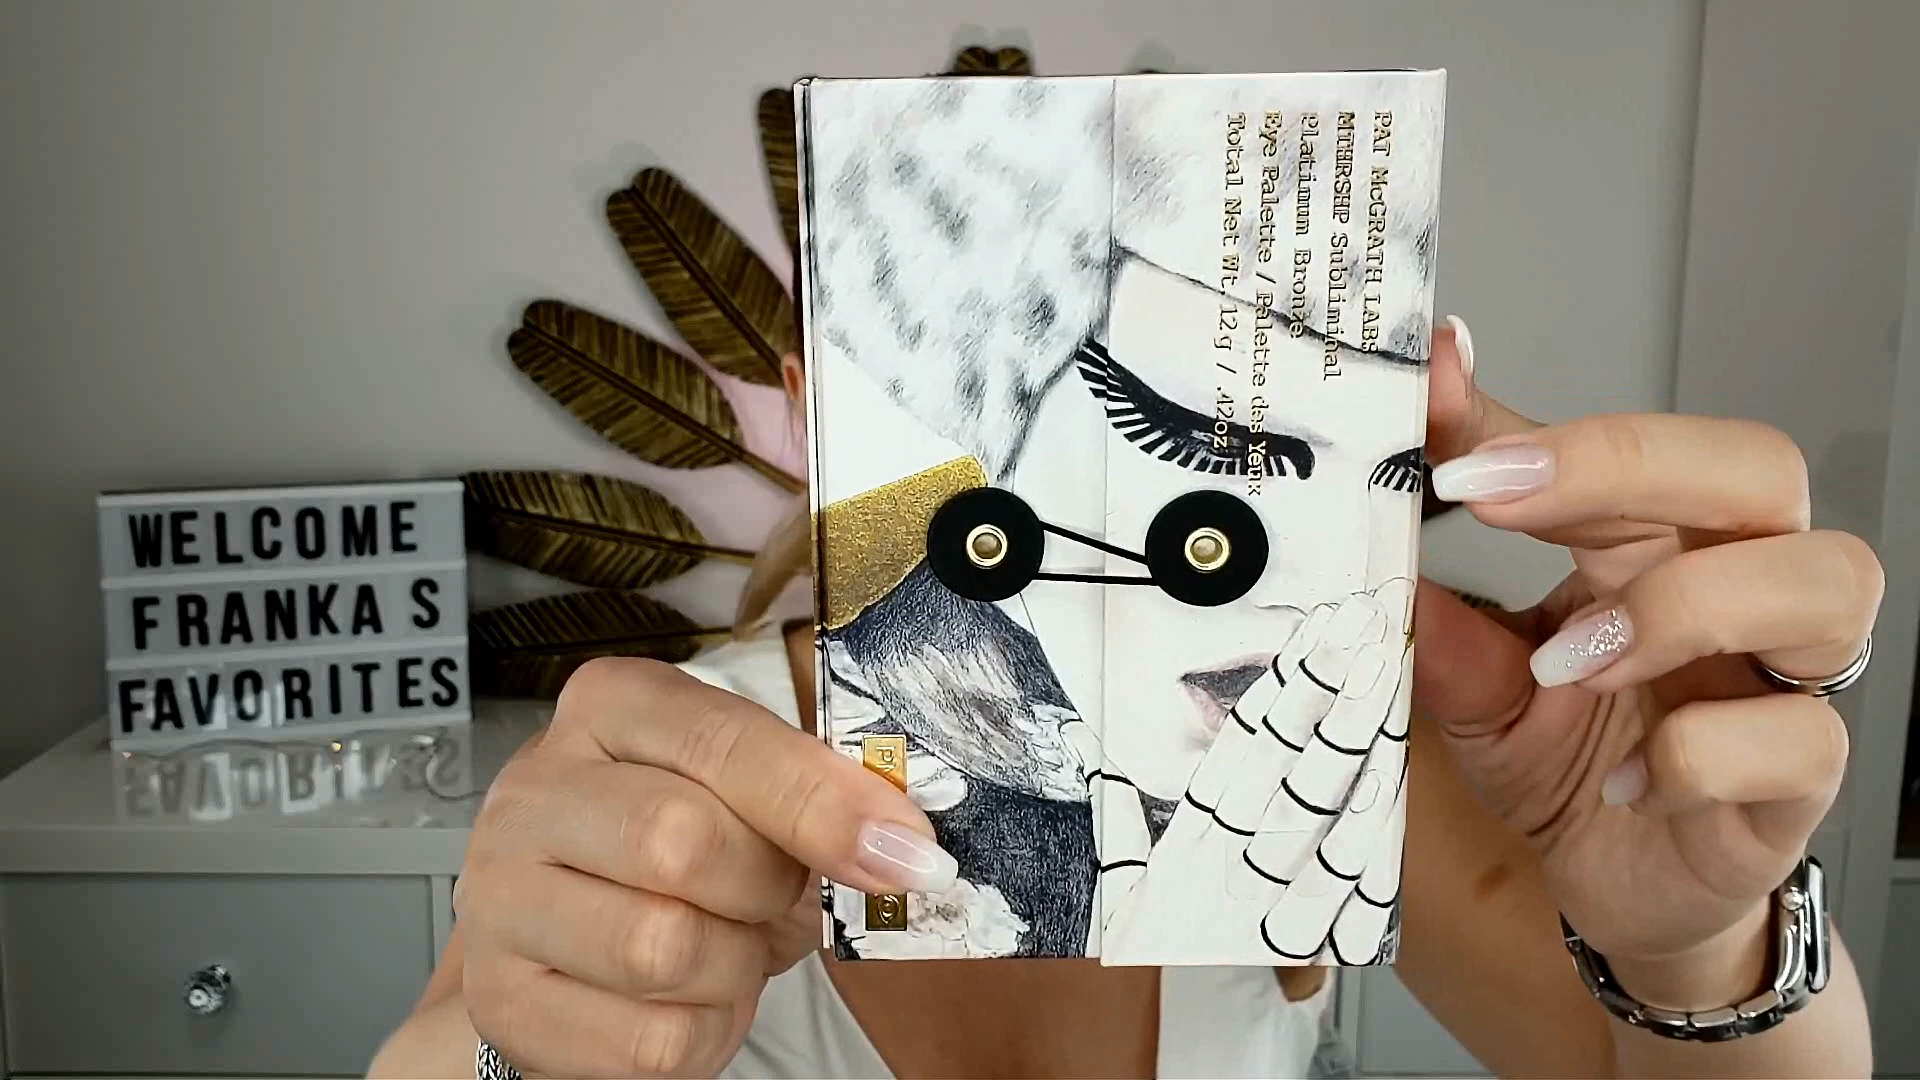 WELCOME
FRANKA S
FAVORITES
PAT McGRATH LABS
MTHRSHP Subliminal
Platinum Bronze
Eye Palette / Palette des Yeux
Total Net Wt. 12 g / .42oz